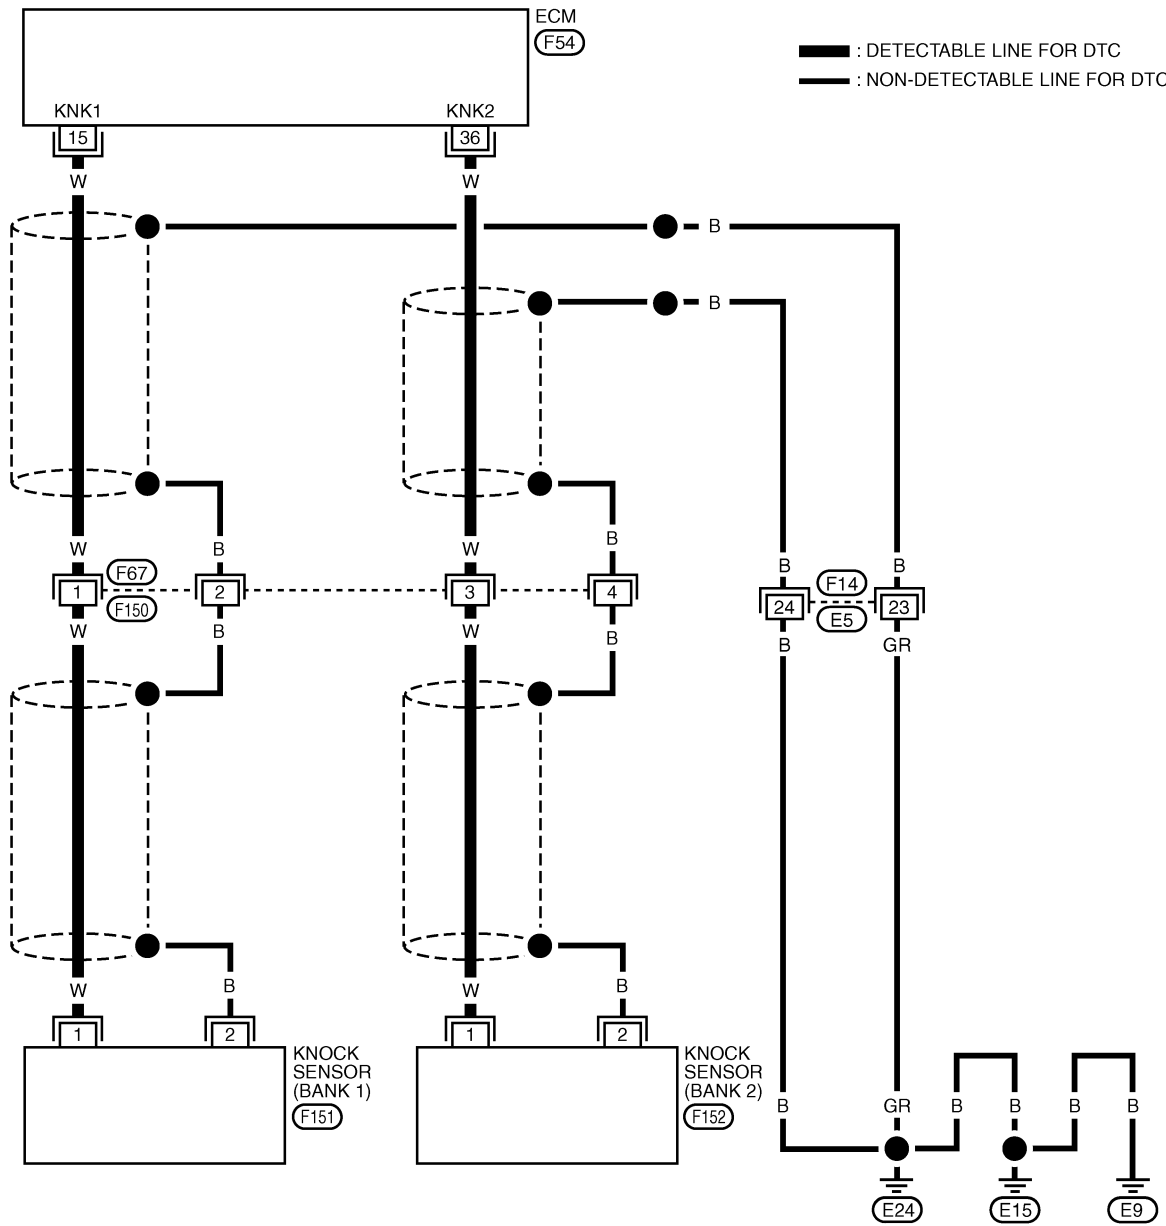 ECM
F54
: DETECTABLE LINE FOR DTC
: NON-DETECTABLE LINE FOR DTC
KNK1
KNK2
15
36
W
W
B
B
W
B
W
B
B
B
F67
F14
1
2
3
4
F150
24
23
E5
W
B
W
B
B
GR
W
B
W
B
1
2
1
2
KNOCK
SENSOR
(BANK 1)
F151
KNOCK
SENSOR
(BANK 2)
F152
B
GR
B
B
B
B
E24
E15
E9